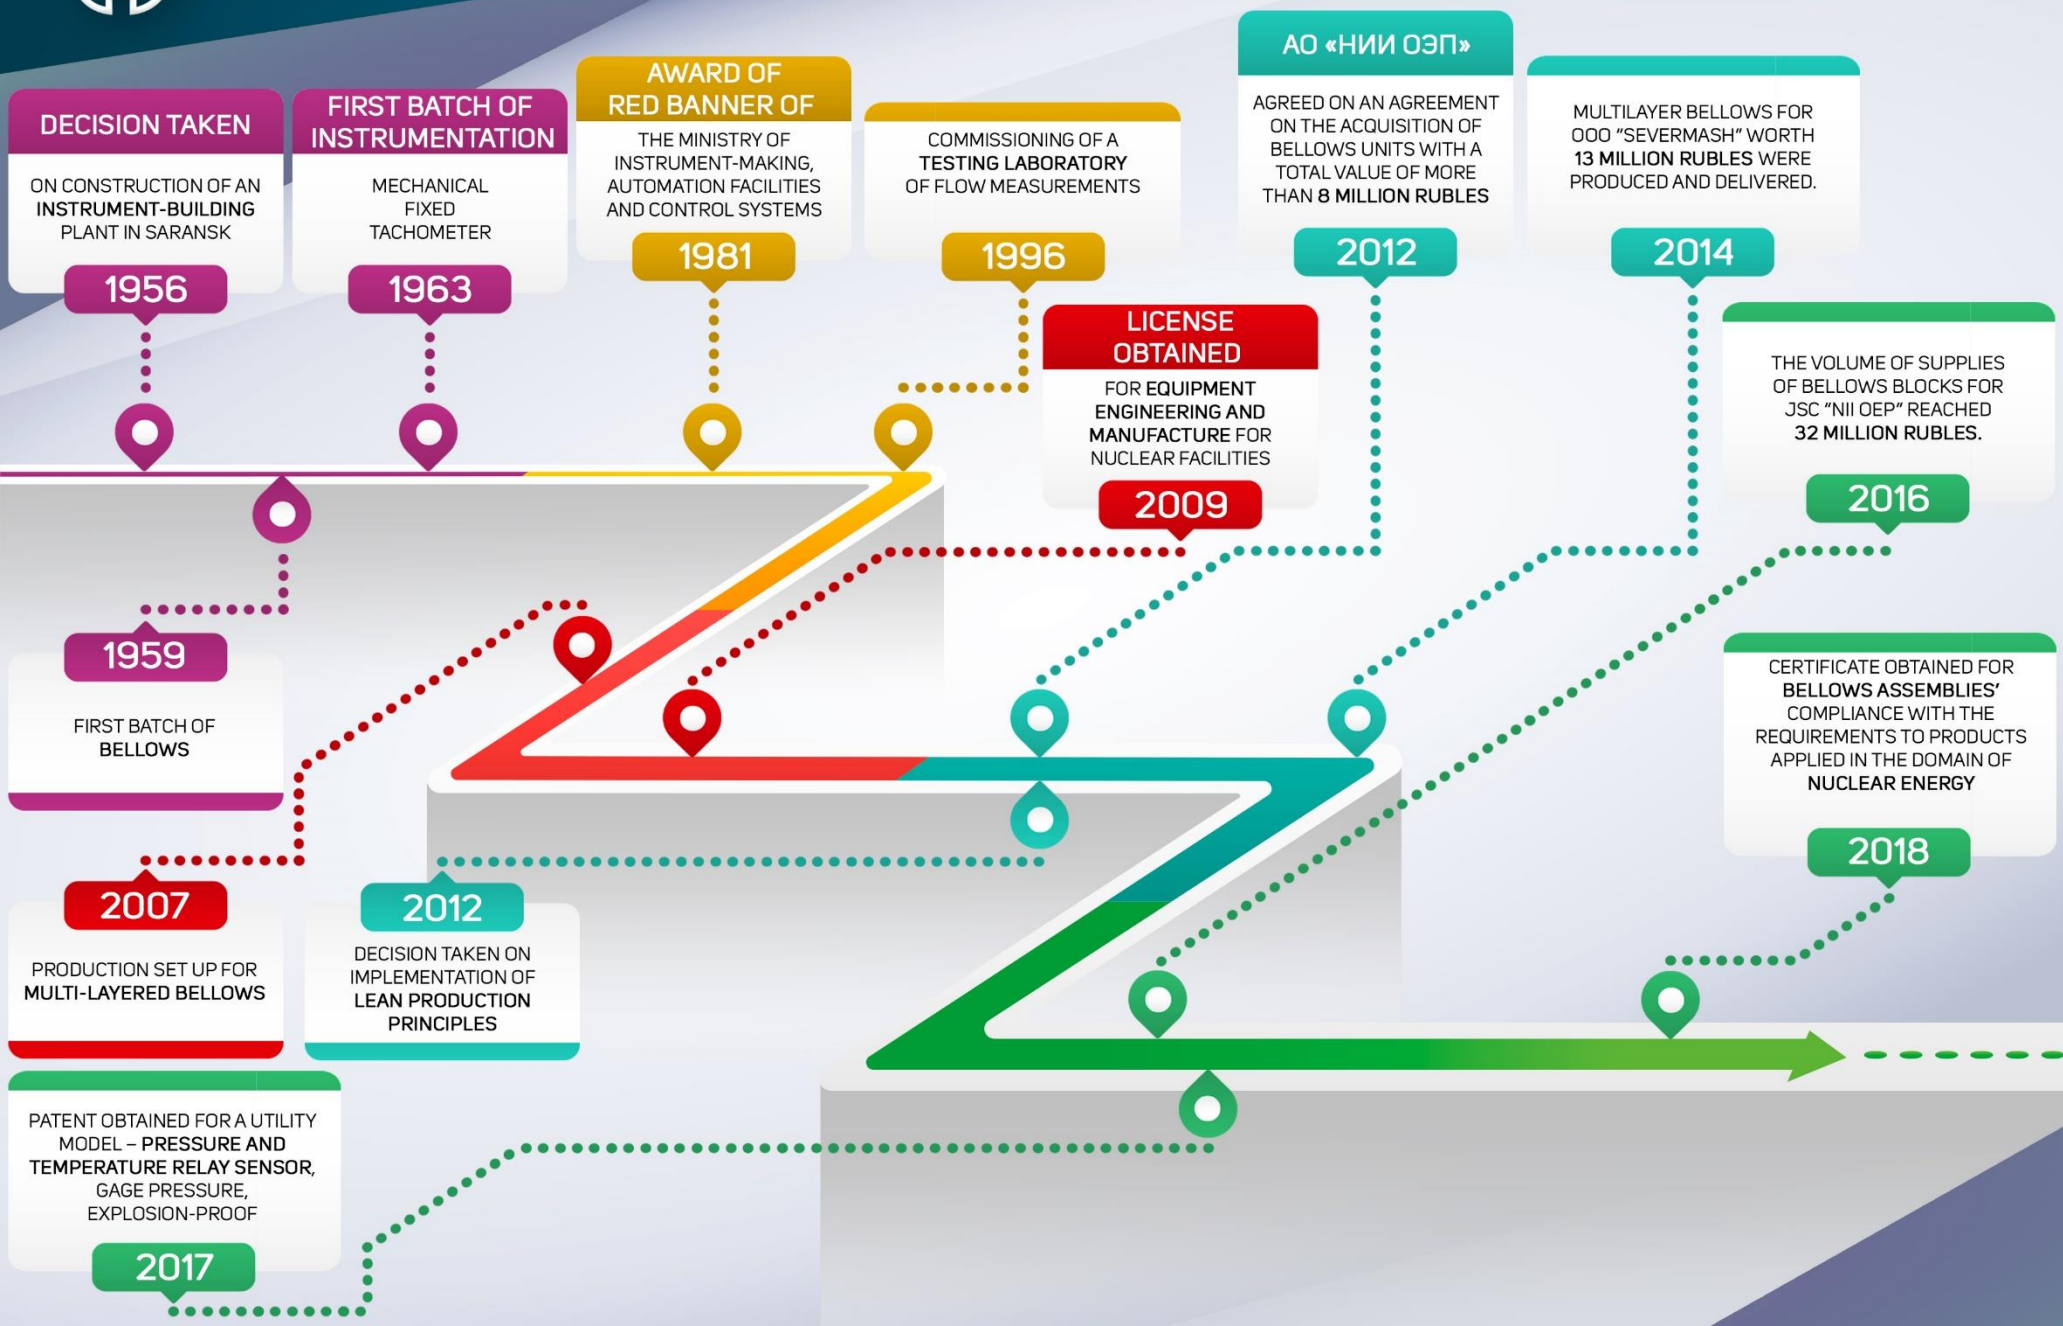 DECISION TAKEN
ON CONSTRUCTION OF AN
INSTRUMENT-BUILDING
PLANT IN SARANSK
1956
FIRST BATCH OF
INSTRUMENTATION
MECHANICAL
FIXED
TACHOMETER
1963
AWARD OF
RED BANNER OF
THE MINISTRY OF
INSTRUMENT-MAKING,
AUTOMATION FACILITIES
AND CONTROL SYSTEMS
1981
COMMISSIONING OF A
TESTING LABORATORY
OF FLOW MEASUREMENTS
1996
АО «НИИ ОЭП»
AGREED ON AN AGREEMENT
ON THE ACQUISITION OF
BELLOWS UNITS WITH A
TOTAL VALUE OF MORE
THAN 8 MILLION RUBLES
2012
MULTILAYER BELLOWS FOR
OOO "SEVERMASH" WORTH
13 MILLION RUBLES WERE
PRODUCED AND DELIVERED.
2014
LICENSE
OBTAINED
FOR EQUIPMENT
ENGINEERING AND
MANUFACTURE FOR
NUCLEAR FACILITIES
2009
THE VOLUME OF SUPPLIES
OF BELLOWS BLOCKS FOR
JSC "NII OEP" REACHED
32 MILLION RUBLES.
2016
1959
FIRST BATCH OF
BELLOWS
CERTIFICATE OBTAINED FOR
BELLOWS ASSEMBLIES'
COMPLIANCE WITH THE
REQUIREMENTS TO PRODUCTS
APPLIED IN THE DOMAIN OF
NUCLEAR ENERGY
2018
2007
PRODUCTION SET UP FOR
MULTI-LAYERED BELLOWS
2012
DECISION TAKEN ON
IMPLEMENTATION OF
LEAN PRODUCTION
PRINCIPLES
PATENT OBTAINED FOR A UTILITY
MODEL – PRESSURE AND
TEMPERATURE RELAY SENSOR,
GAGE PRESSURE,
EXPLOSION-PROOF
2017